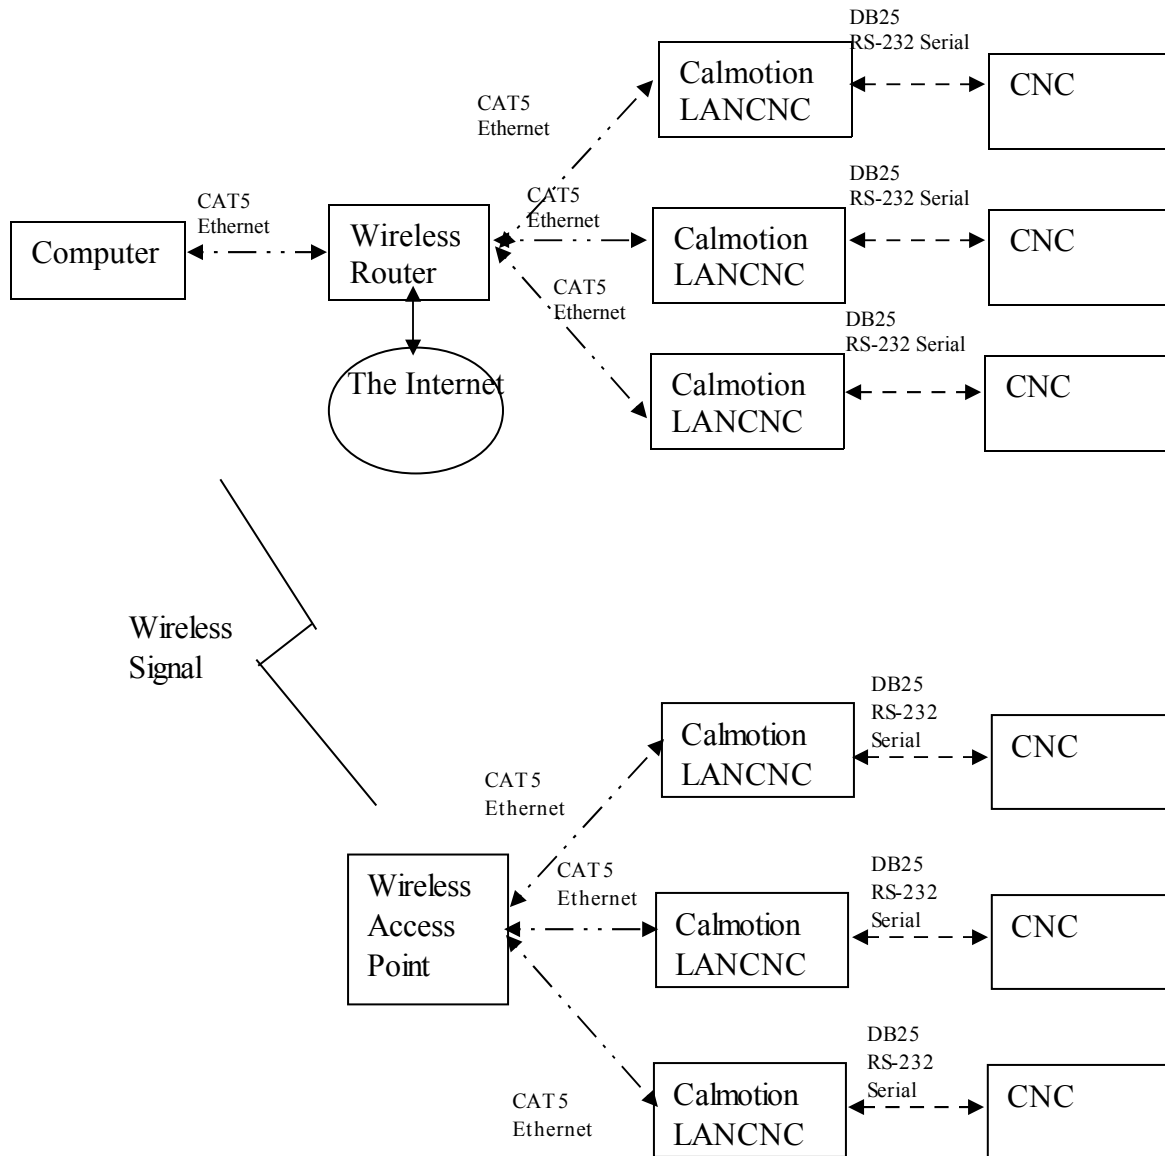 DB25
RS-232 Serial
Calmotion
LANCNC
CNC
CAT5
Ethernet
DB25
RS-232 Serial
CAT5
Ethernet
CAT5
Ethernet
Computer
Wireless
Router
Calmotion
LANCNC
CNC
CAT5
Ethernet
DB25
RS-232 Serial
The Internet
Calmotion
LANCNC
CNC
Wireless
Signal
DB25
RS-232
Serial
Calmotion
LANCNC
CNC
CAT5
Ethernet
CAT5
Ethernet
DB25
RS-232
Serial
Wireless
Access
Point
Calmotion
LANCNC
CNC
DB25
RS-232
Serial
CAT5
Ethernet
Calmotion
LANCNC
CNC